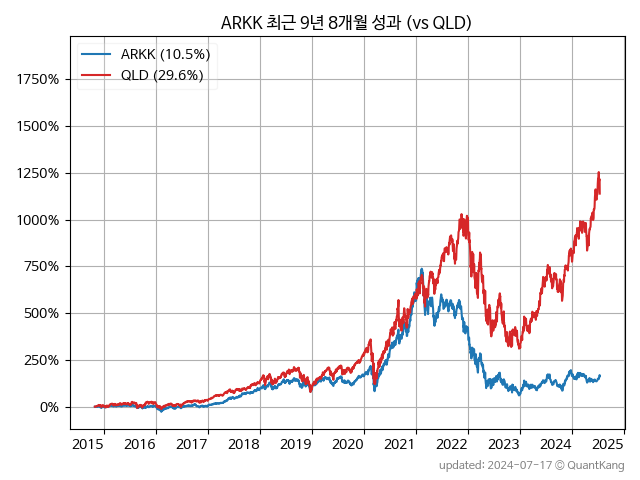 ARKK 최근 9년 8개월 성과 (vs QLD)
ARKK (10.5%)
QLD (29.6%)
1750%
1500%
1250%
1000%
750%
500%
250%
0%
2015 2016 2017 2018 2019 2020 2021 2022 2023 2024 2025
updated: 2024-07-17 © QuantKang